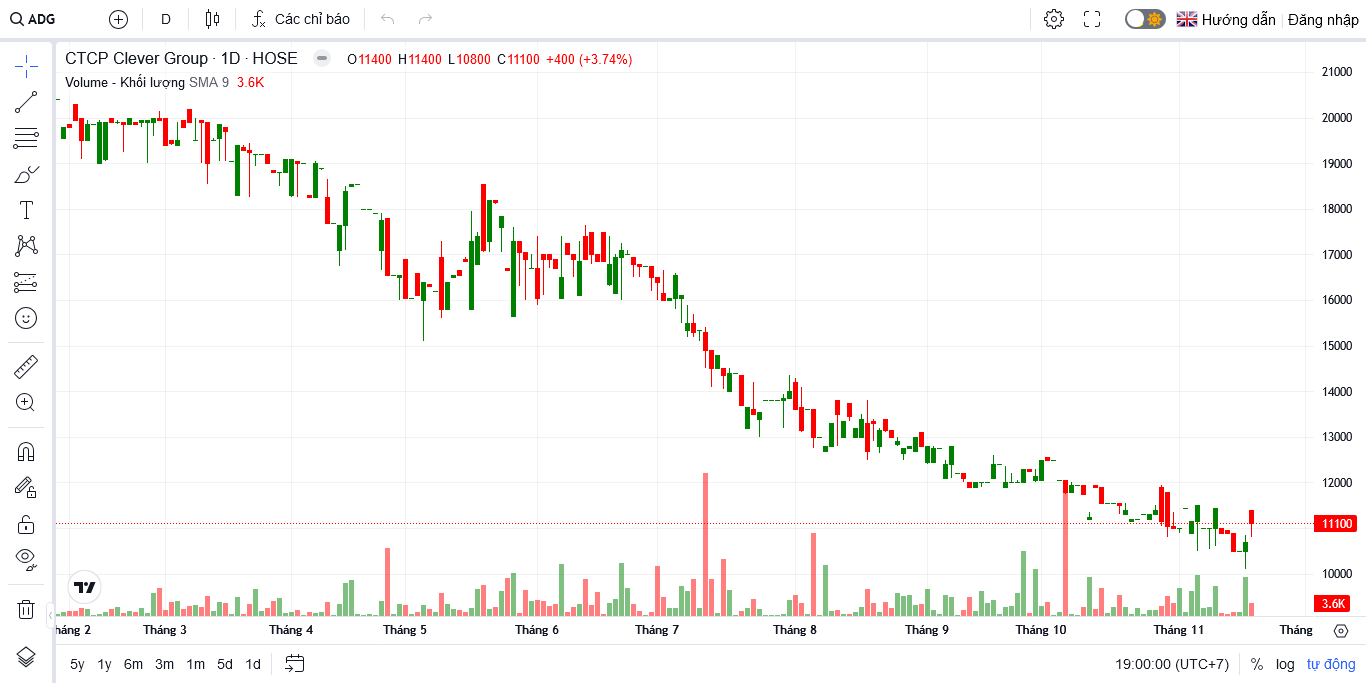 ADG D Các chỉ báo Hướng dẫn Đăng nhập
CTCP Clever Group · 1D · HOSE O11400 H11400 L10800 C11100 +400 (+3.74%)
Volume - Khối lượng SMA 9 3.6K
21000
20000
19000
18000
17000
16000
15000
14000
13000
12000
11100
10000
3.6K
háng 2 Tháng 3 Tháng 4 Tháng 5 Tháng 6 Tháng 7 Tháng 8 Tháng 9 Tháng 10 Tháng 11 Tháng
5y 1y 6m 3m 1m 5d 1d 19:00:00 (UTC+7) % log tự động